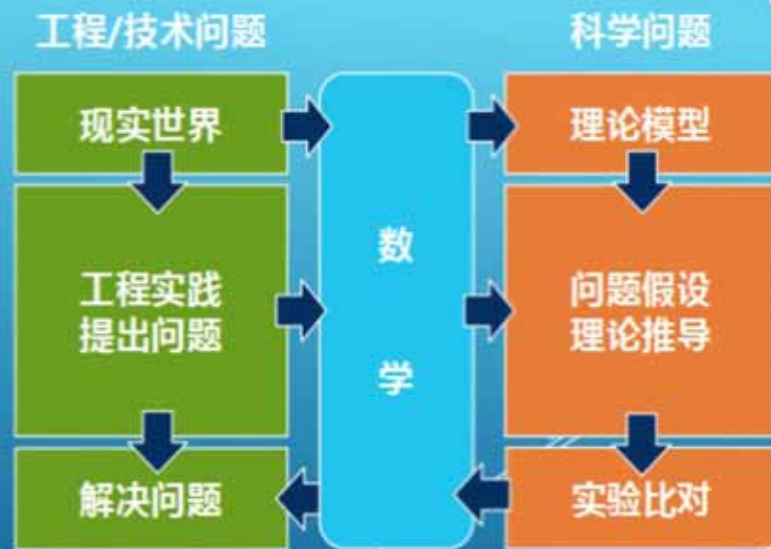 工程/技术问题
科学问题
现实世界
理论模型
工程实践
提出问题
数
学
问题假设
理论推导
解决问题
实验比对